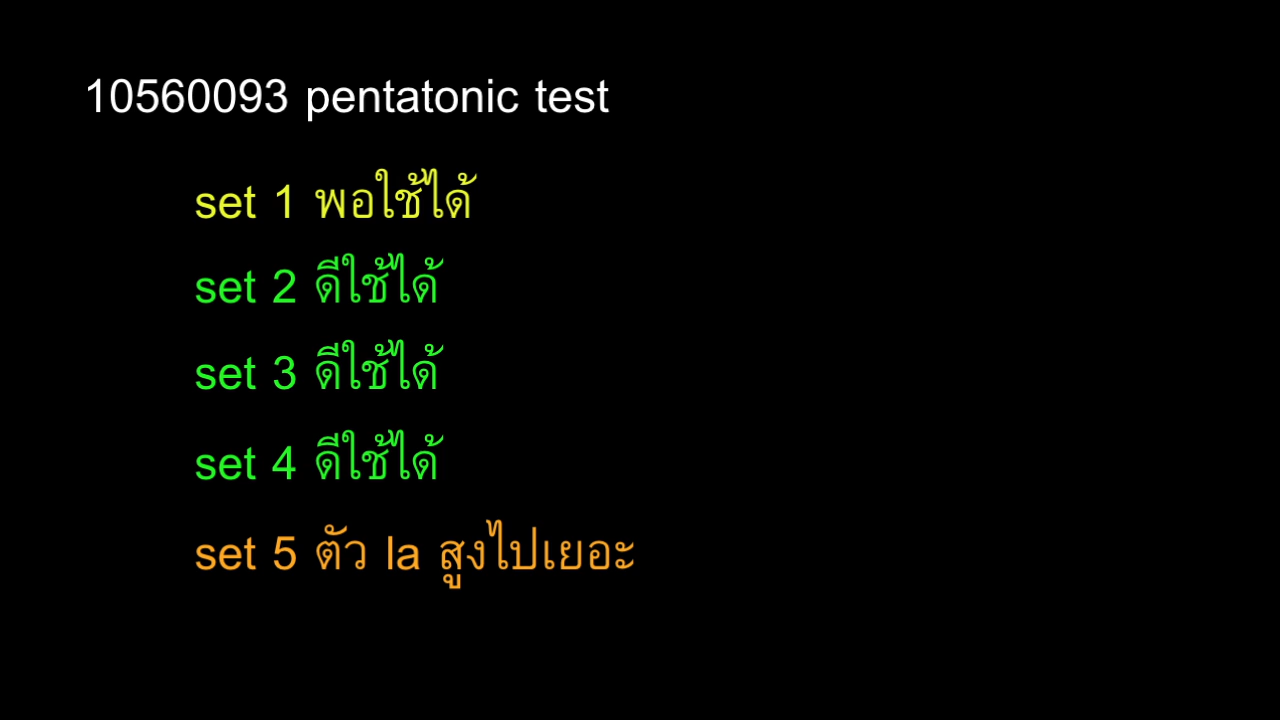 10560093 pentatonic test
set 1 พอใช้ได้
set 2 ดีใช้ได้
set 3 ดีใช้ได้
set 4 ดีใช้ได้
set 5 ตัว la สูงไปเยอะ